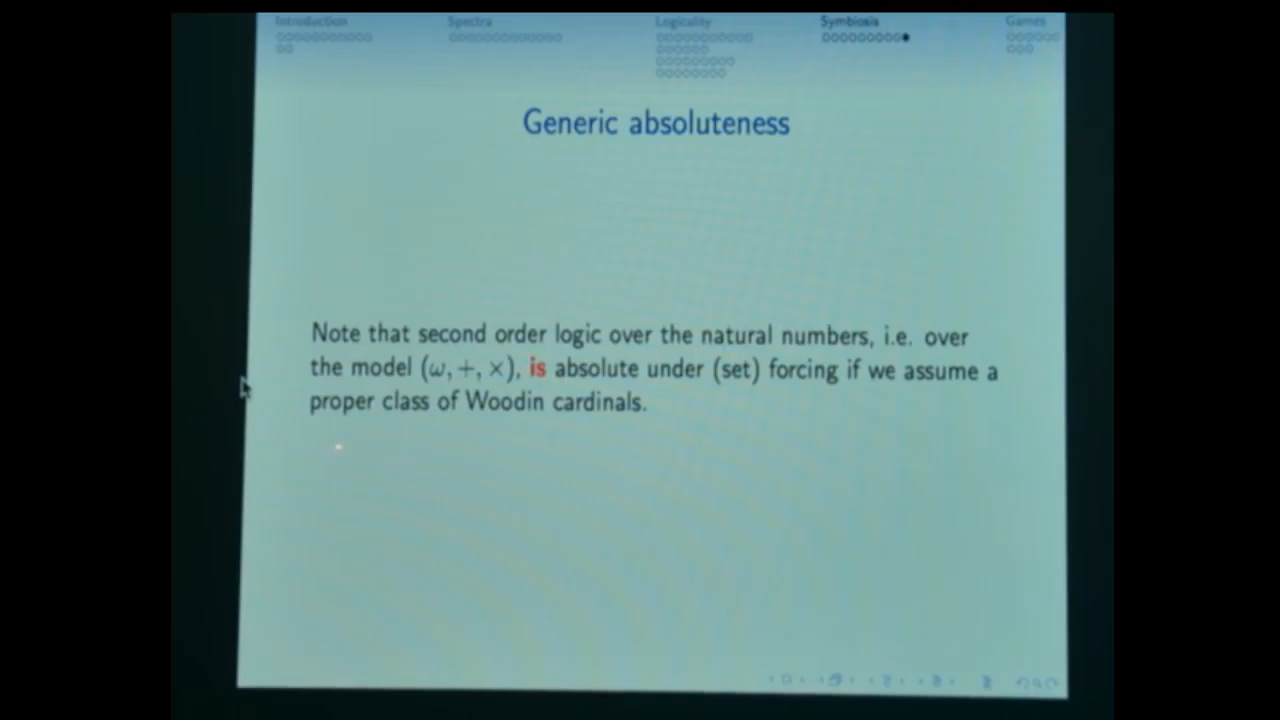 Introduction Spectra Logicality Symbiosis Games
Generic absoluteness
Note that second order logic over the natural numbers, i.e. over
the model (ω, +, ×), is absolute under (set) forcing if we assume a
proper class of Woodin cardinals.